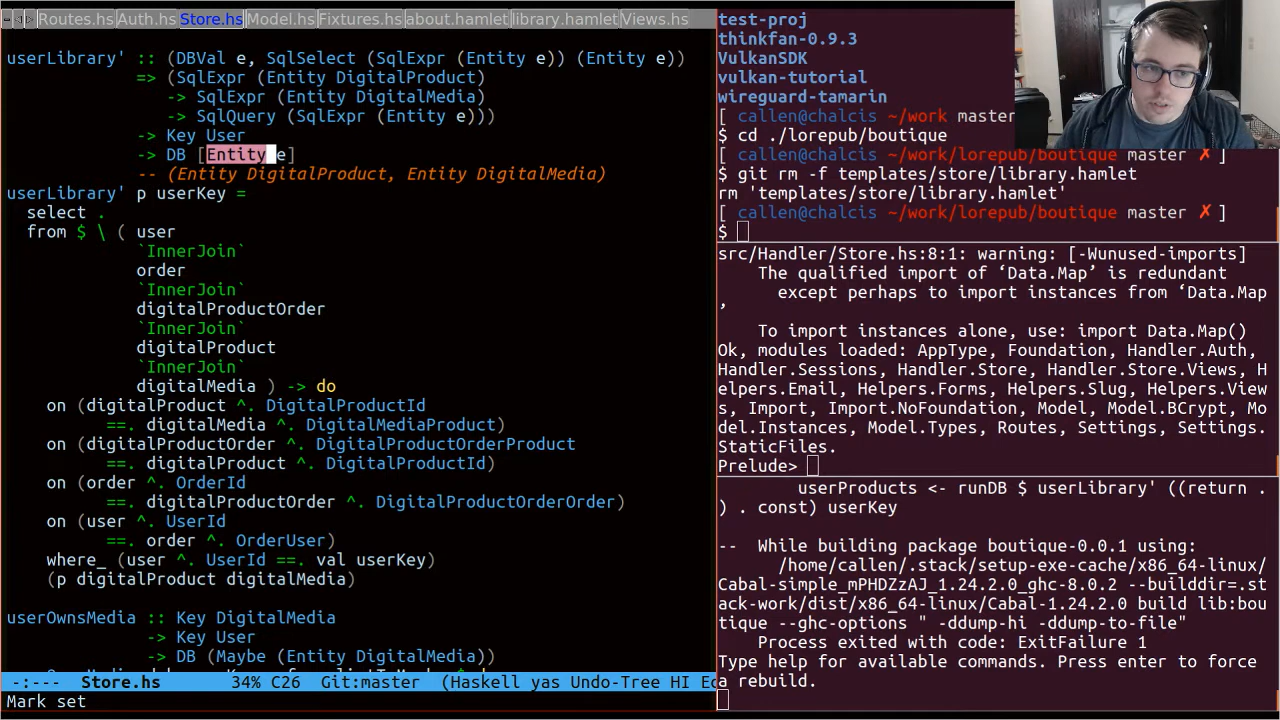 Routes.hs Auth.hs Store.hs Model.hs Fixtures.hs about.hamlet library.hamlet Views.hs
userLibrary' :: (DBVal e, SqlSelect (SqlExpr (Entity e)) (Entity e))
=> (SqlExpr (Entity DigitalProduct)
-> SqlExpr (Entity DigitalMedia)
-> SqlQuery (SqlExpr (Entity e)))
-> Key User
-> DB [Entity e]
-- (Entity DigitalProduct, Entity DigitalMedia)
userLibrary' p userKey =
select .
from $ \ ( user
`InnerJoin`
order
`InnerJoin`
digitalProductOrder
`InnerJoin`
digitalProduct
`InnerJoin`
digitalMedia ) -> do
on (digitalProduct ^. DigitalProductId
==. digitalMedia ^. DigitalMediaProduct)
on (digitalProductOrder ^. DigitalProductOrderProduct
==. digitalProduct ^. DigitalProductId)
on (order ^. OrderId
==. digitalProductOrder ^. DigitalProductOrderOrder)
on (user ^. UserId
==. order ^. OrderUser)
where_ (user ^. UserId ==. val userKey)
(p digitalProduct digitalMedia)
userOwnsMedia :: Key DigitalMedia
-> Key User
-> DB (Maybe (Entity DigitalMedia))
-:--- Store.hs 34% C26 Git:master (Haskell yas Undo-Tree HI Ec
Mark set
test-proj
thinkfan-0.9.3
VulkanSDK
vulkan-tutorial
wireguard-tamarin
[ callen@chalcis ~/work master
$ cd ./lorepub/boutique
[ callen@chalcis ~/work/lorepub/boutique master ✗ ]
$ git rm -f templates/store/library.hamlet
rm 'templates/store/library.hamlet'
[ callen@chalcis ~/work/lorepub/boutique master ✗ ]
$
src/Handler/Store.hs:8:1: warning: [-Wunused-imports]
The qualified import of ‘Data.Map’ is redundant
except perhaps to import instances from ‘Data.Map
’
To import instances alone, use: import Data.Map()
Ok, modules loaded: AppType, Foundation, Handler.Auth,
Handler.Sessions, Handler.Store, Handler.Store.Views, H
elpers.Email, Helpers.Forms, Helpers.Slug, Helpers.View
s, Import, Import.NoFoundation, Model, Model.BCrypt, Mo
del.Instances, Model.Types, Routes, Settings, Settings.
StaticFiles.
Prelude>
userProducts <- runDB $ userLibrary' ((return .
) . const) userKey
-- While building package boutique-0.0.1 using:
/home/callen/.stack/setup-exe-cache/x86_64-linux/
Cabal-simple_mPHDZzAJ_1.24.2.0_ghc-8.0.2 --builddir=.st
ack-work/dist/x86_64-linux/Cabal-1.24.2.0 build lib:bou
tique --ghc-options " -ddump-hi -ddump-to-file"
Process exited with code: ExitFailure 1
Type help for available commands. Press enter to force
a rebuild.